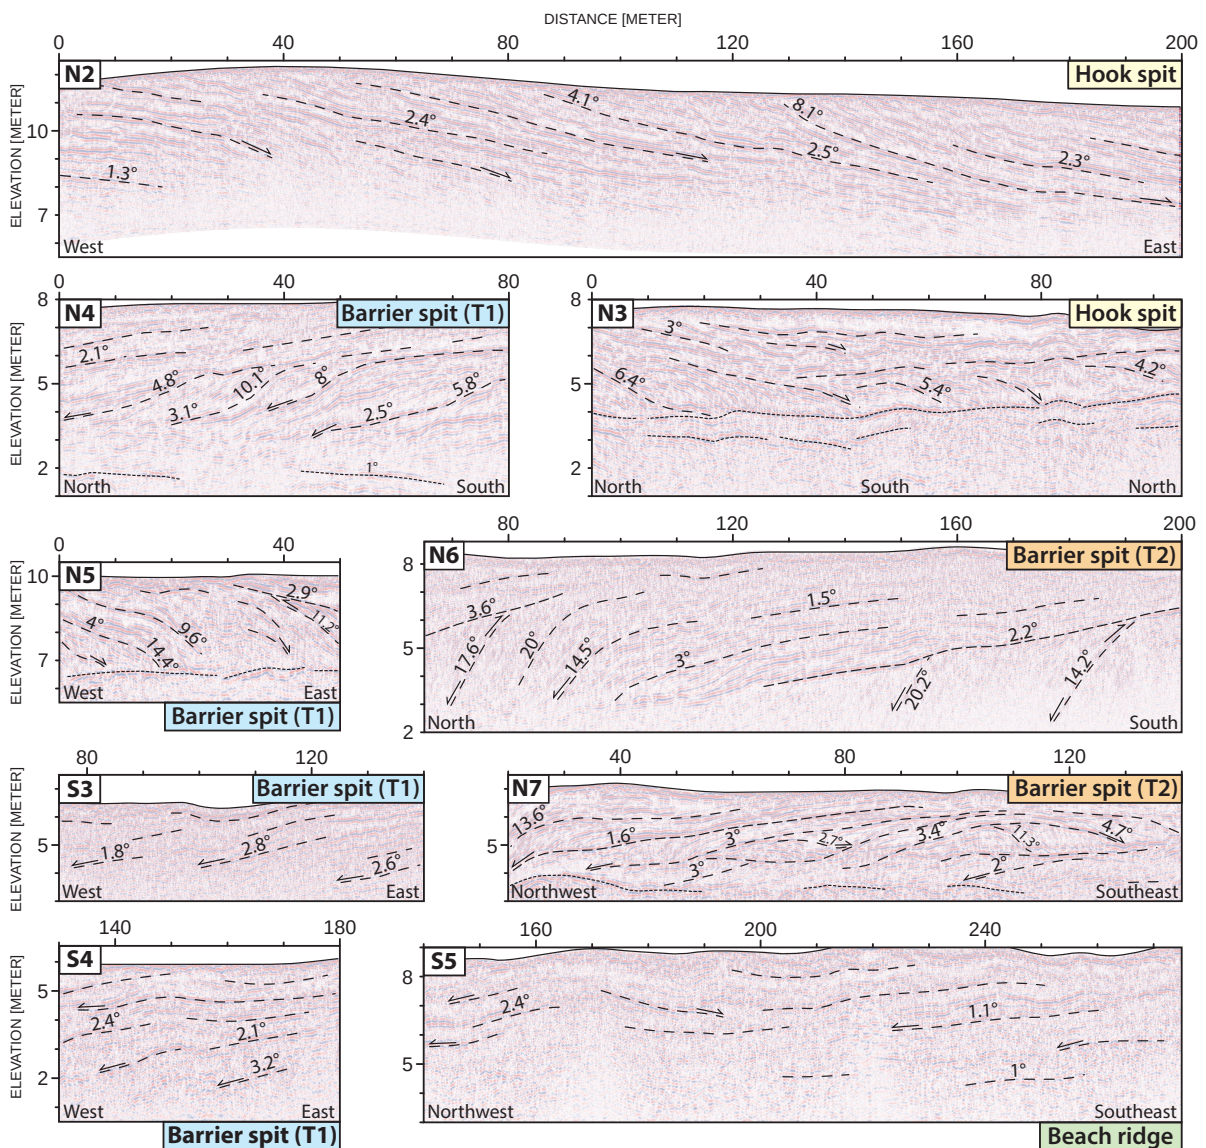 DISTANCE [METER]
0 40 80 120 160 200
N2 Hook spit
ELEVATION [METER]
10
7
4.1°
8.1°
2.4°
2.5°
2.3°
1.3°
West East
0 40 80
N4 Barrier spit (T1)
ELEVATION [METER]
8
5
2
2.1°
4.8°
10.1°
8°
5.8°
3.1°
2.5°
1°
North South
0 40 80
N3 Hook spit
3°
6.4°
5.4°
4.2°
North South North
0 40
N5
ELEVATION [METER]
10
7
2.9°
11.2°
4°
9.6°
14.4°
West East
Barrier spit (T1)
80 120 160 200
N6 Barrier spit (T2)
8
5
2
3.6°
1.5°
17.6°
20°
14.5°
3°
2.2°
20.2°
14.2°
North South
80 120
S3 Barrier spit (T1)
ELEVATION [METER]
5
1.8°
2.8°
2.6°
West East
40 80 120
N7 Barrier spit (T2)
5
13.6°
1.6°
3°
2.7°
3.4°
11.3°
4.7°
3°
2°
Northwest Southeast
140 180
S4
ELEVATION [METER]
5
2
2.4°
2.1°
3.2°
West East
Barrier spit (T1)
160 200 240
S5
8
5
2.4°
1.1°
1°
Northwest Southeast
Beach ridge